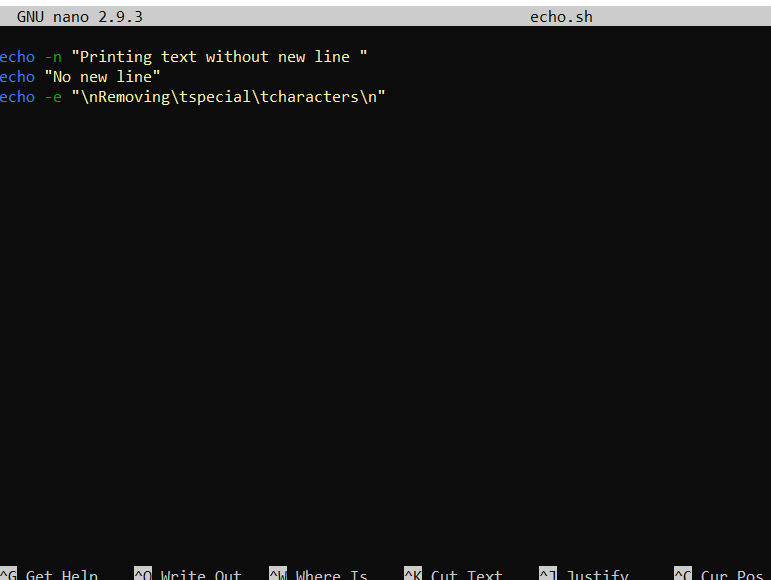 GNU nano 2.9.3 echo.sh
echo -n "Printing text without new line "
echo "No new line"
echo -e "\nRemoving\tspecial\tcharacters\n"
^G Get Help ^O Write Out ^W Where Is ^K Cut Text ^J Justify ^C Cur Pos